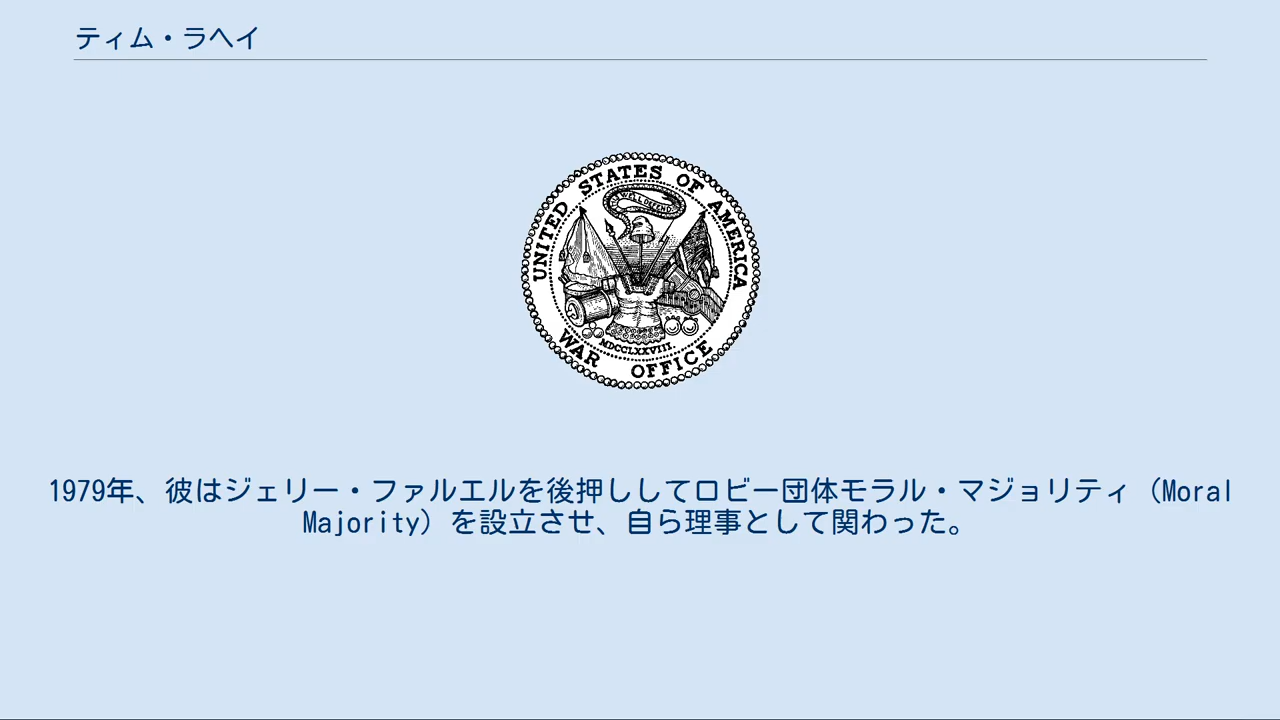 ティム・ラヘイ
UNITED STATES OF AMERICA
WE'LL DEFEND
MDCCLXXVIII.
WAR OFFICE
1979年、彼はジェリー・ファルエルを後押ししてロビー団体モラル・マジョリティ（Moral
Majority）を設立させ、自ら理事として関わった。